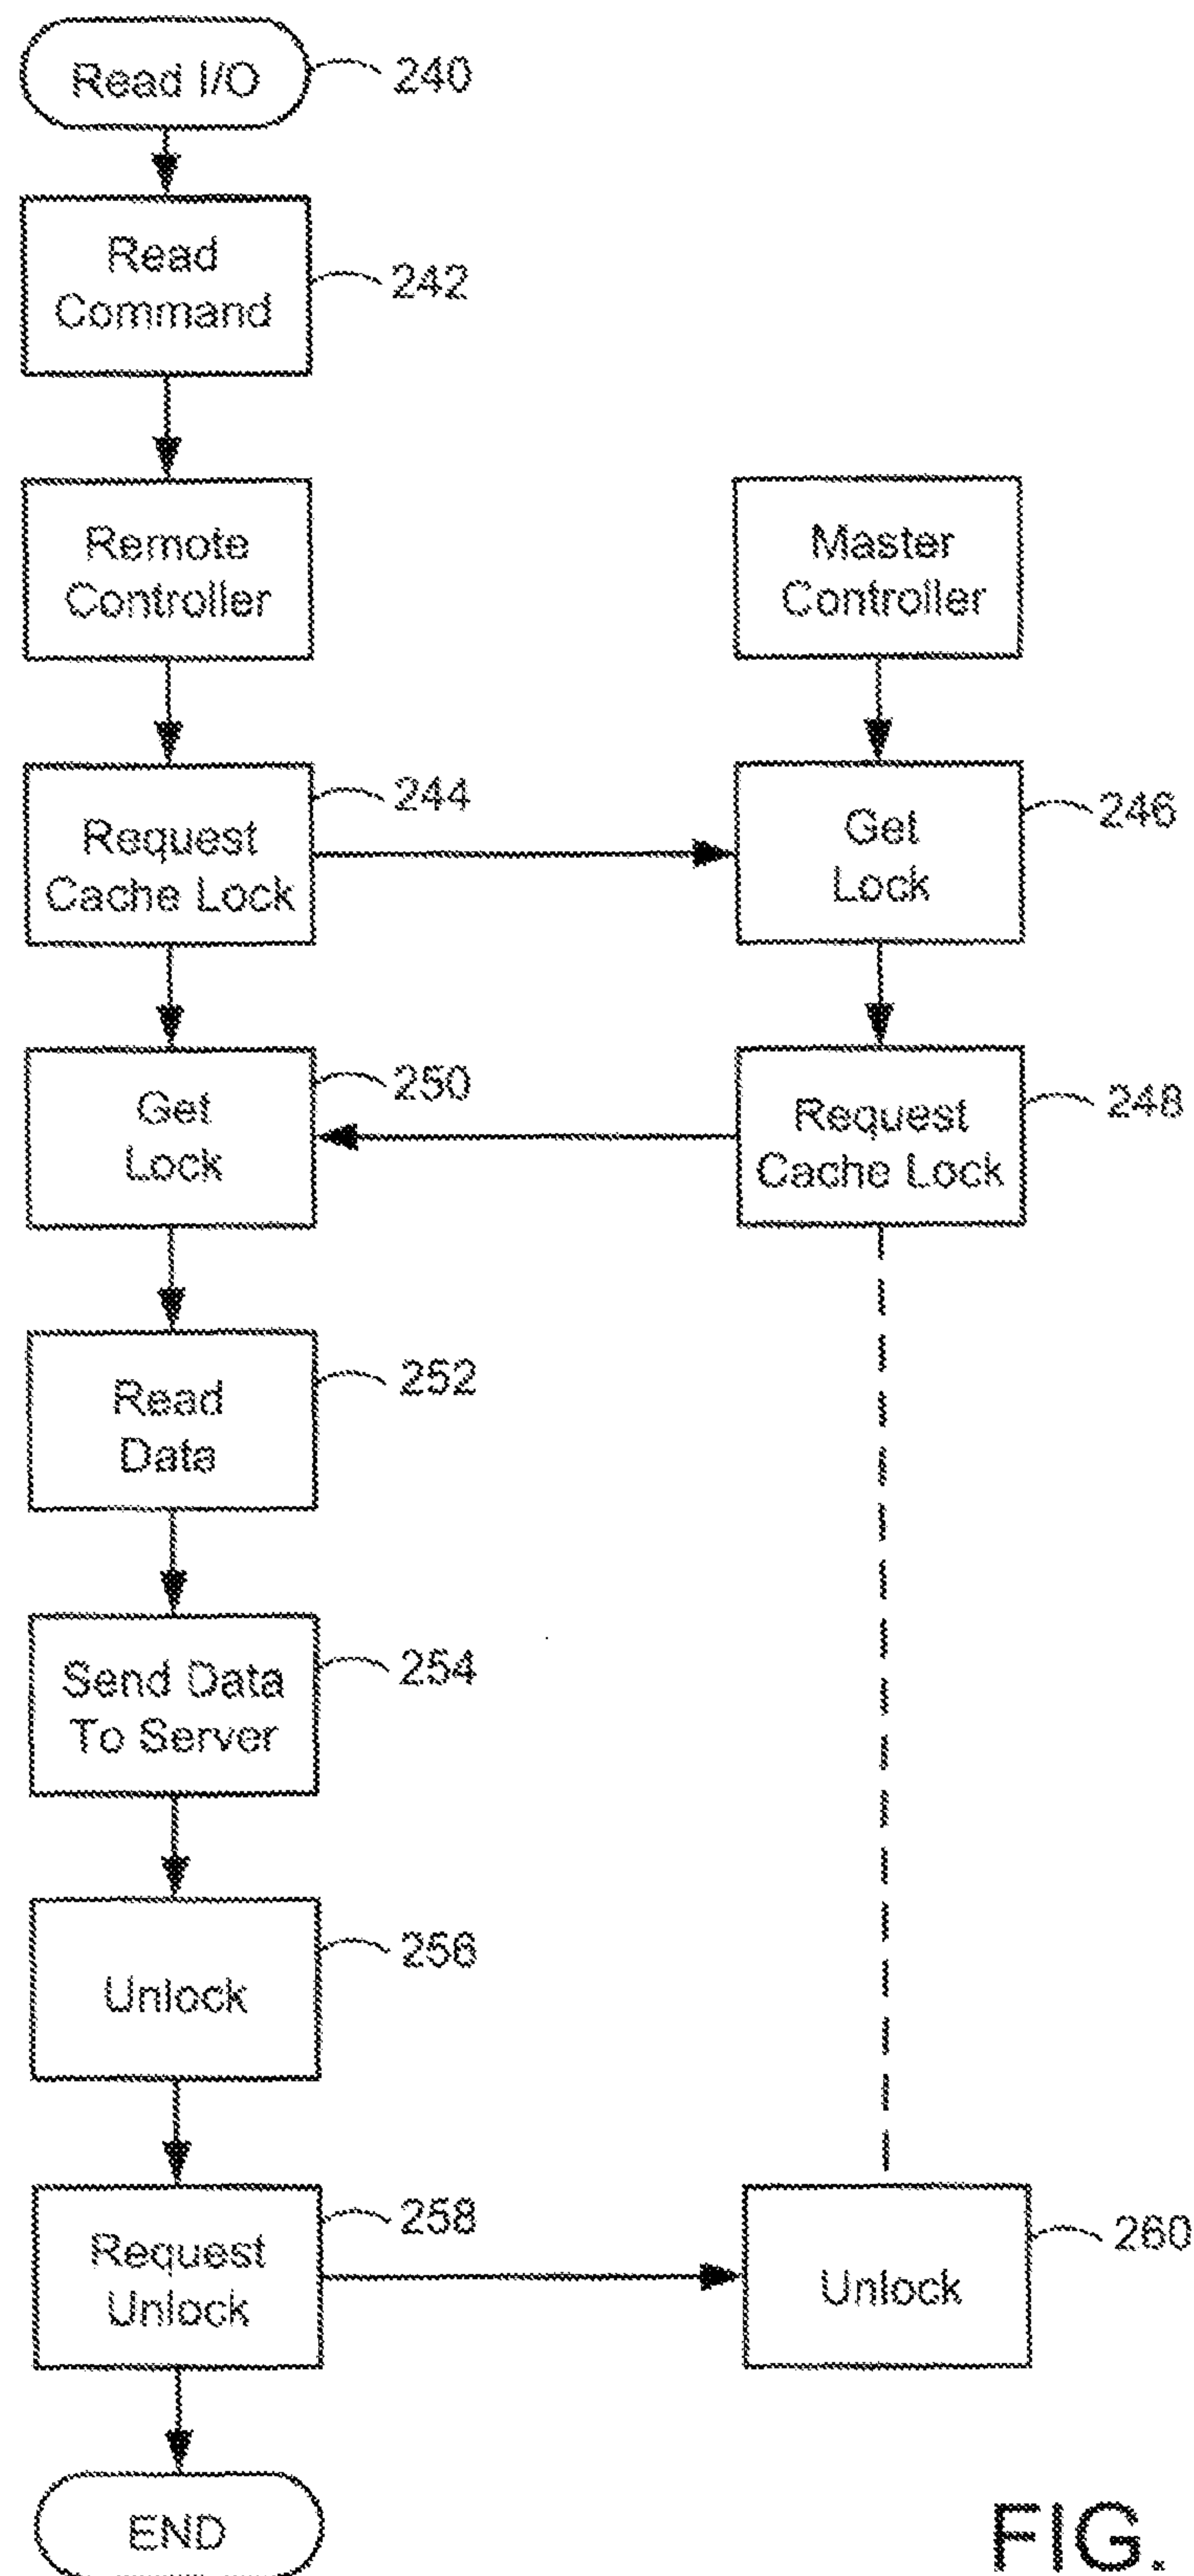 Read I/O
240
Read
Command
242
Remote
Controller
Master
Controller
Request
Cache Lock
244
Get
Lock
246
Get
Lock
250
Request
Cache Lock
248
Read
Data
252
Send Data
To Server
254
Unlock
256
Request
Unlock
258
Unlock
260
END
FIG.